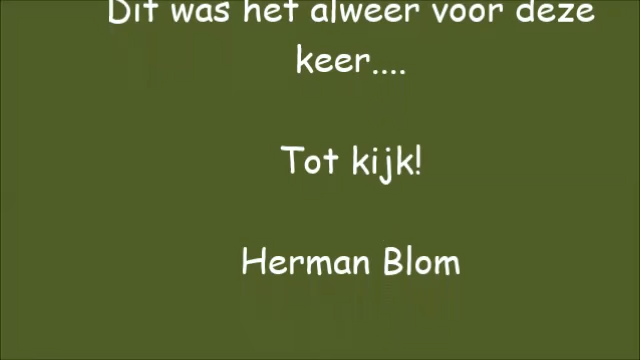 Dit was het alweer voor deze
keer....
Tot kijk!
Herman Blom